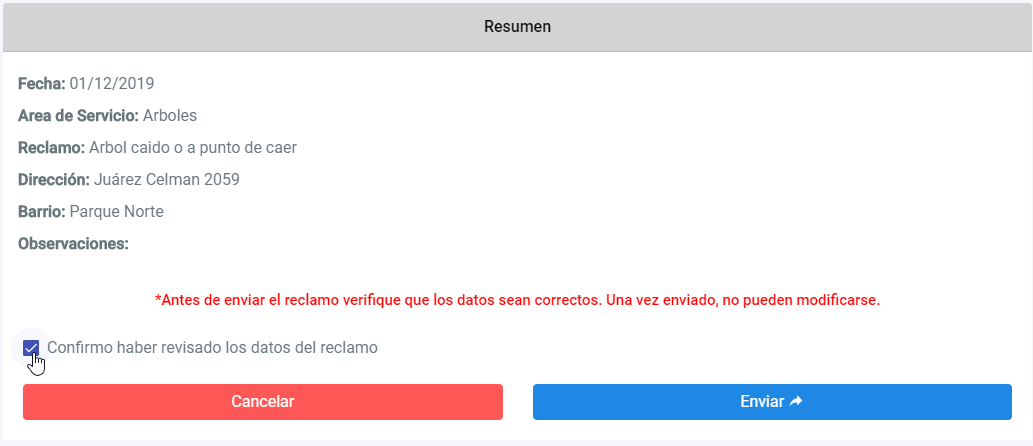 Resumen
Fecha: 01/12/2019
Area de Servicio: Arboles
Reclamo: Arbol caido o a punto de caer
Dirección: Juárez Celman 2059
Barrio: Parque Norte
Observaciones:
*Antes de enviar el reclamo verifique que los datos sean correctos. Una vez enviado, no pueden modificarse.
Confirmo haber revisado los datos del reclamo
Cancelar
Enviar